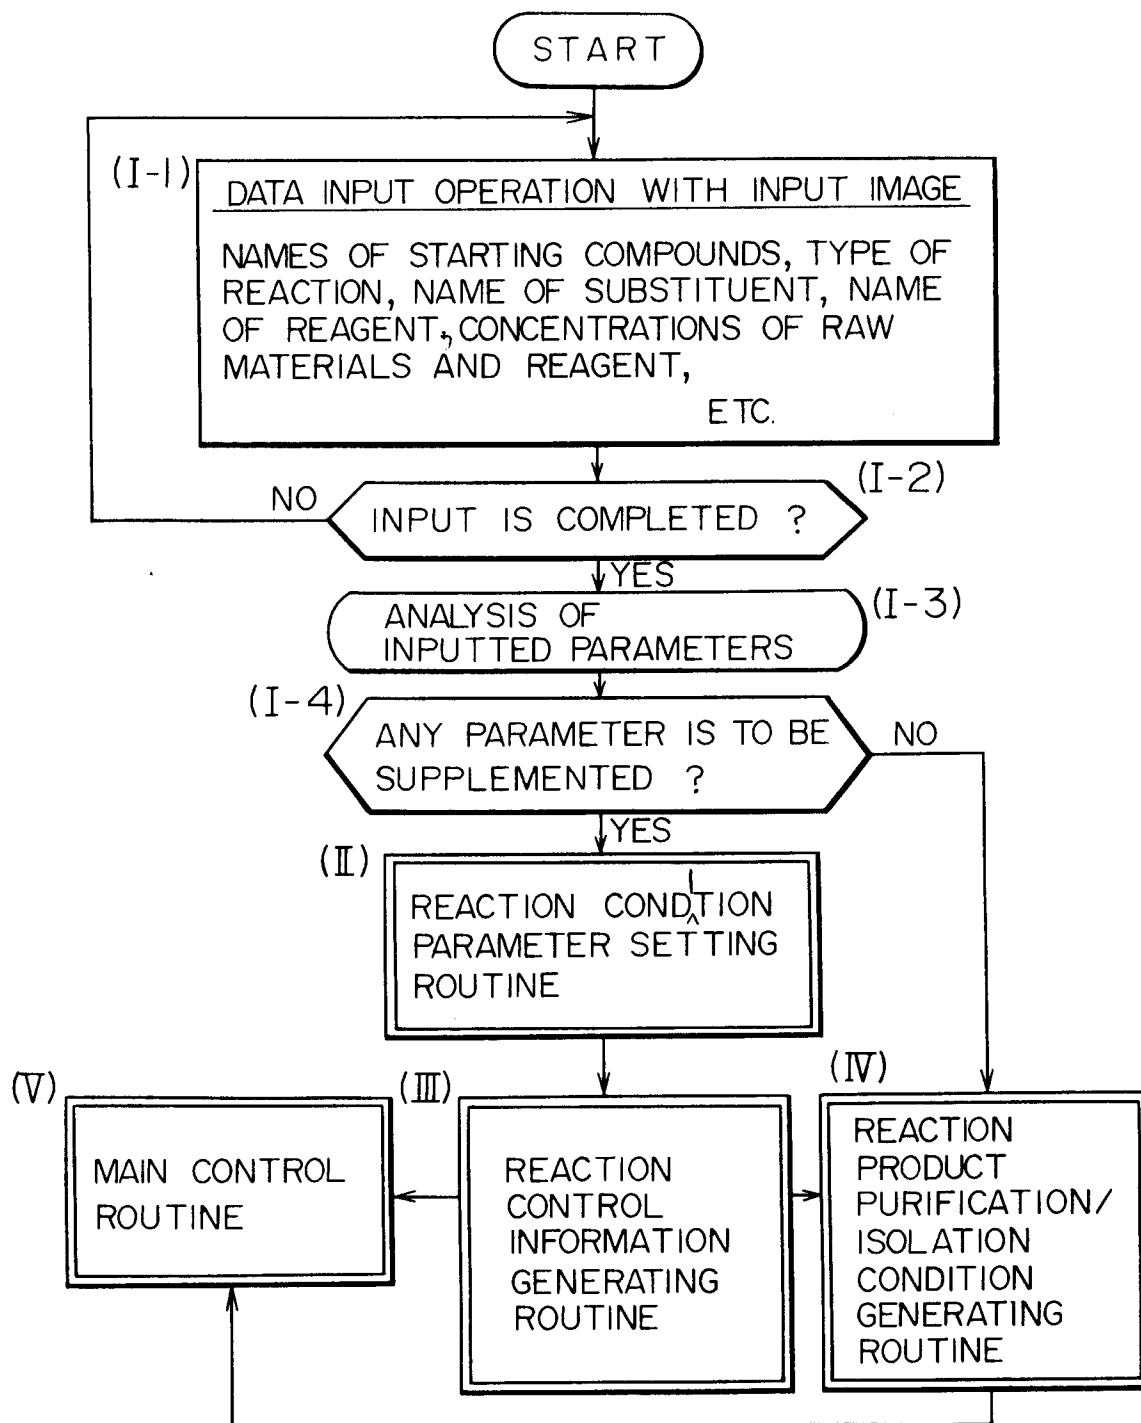 START
(I-1)
DATA INPUT OPERATION WITH INPUT IMAGE
NAMES OF STARTING COMPOUNDS, TYPE OF
REACTION, NAME OF SUBSTITUENT, NAME
OF REAGENT, CONCENTRATIONS OF RAW
MATERIALS AND REAGENT,
ETC.
(I-2)
NO
INPUT IS COMPLETED ?
YES
(I-3)
ANALYSIS OF
INPUTTED PARAMETERS
(I-4)
ANY PARAMETER IS TO BE
SUPPLEMENTED ?
NO
YES
(II)
REACTION CONDITION
PARAMETER SETTING
ROUTINE
(V)
MAIN CONTROL
ROUTINE
(III)
REACTION
CONTROL
INFORMATION
GENERATING
ROUTINE
(IV)
REACTION
PRODUCT
PURIFICATION/
ISOLATION
CONDITION
GENERATING
ROUTINE